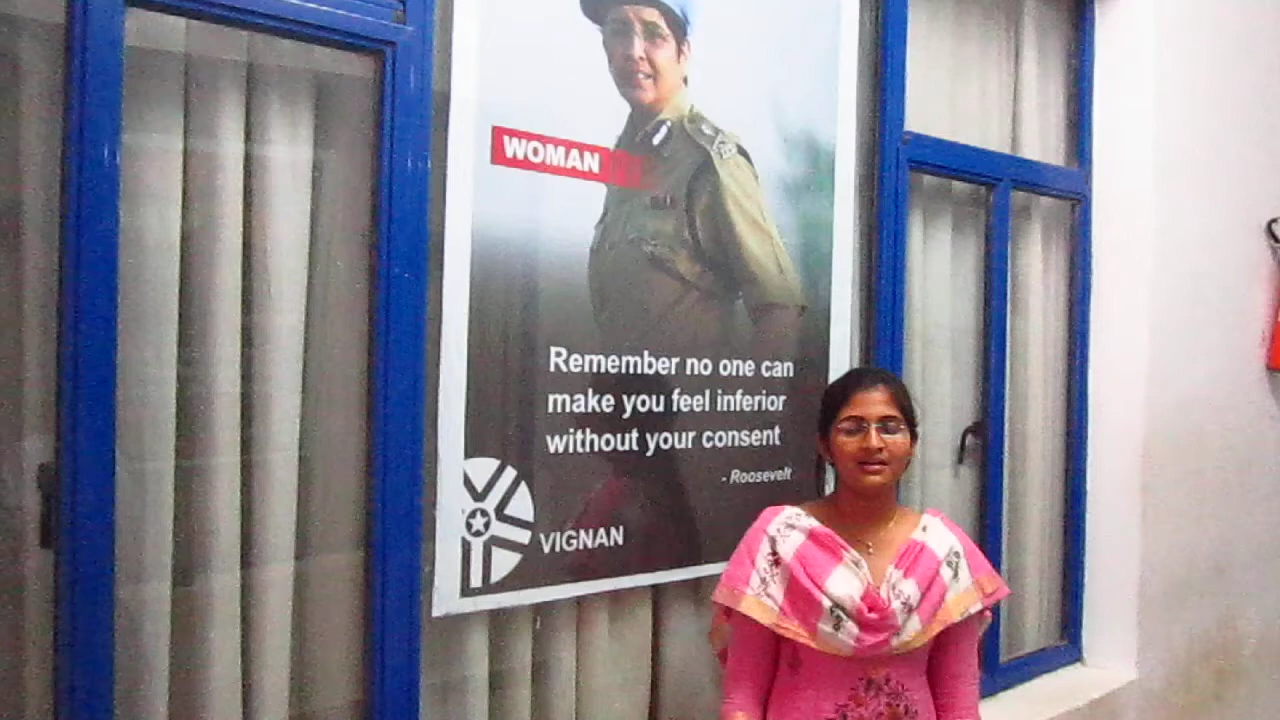 WOMAN
Remember no one can
make you feel inferior
without your consent
- Roosevelt
VIGNAN